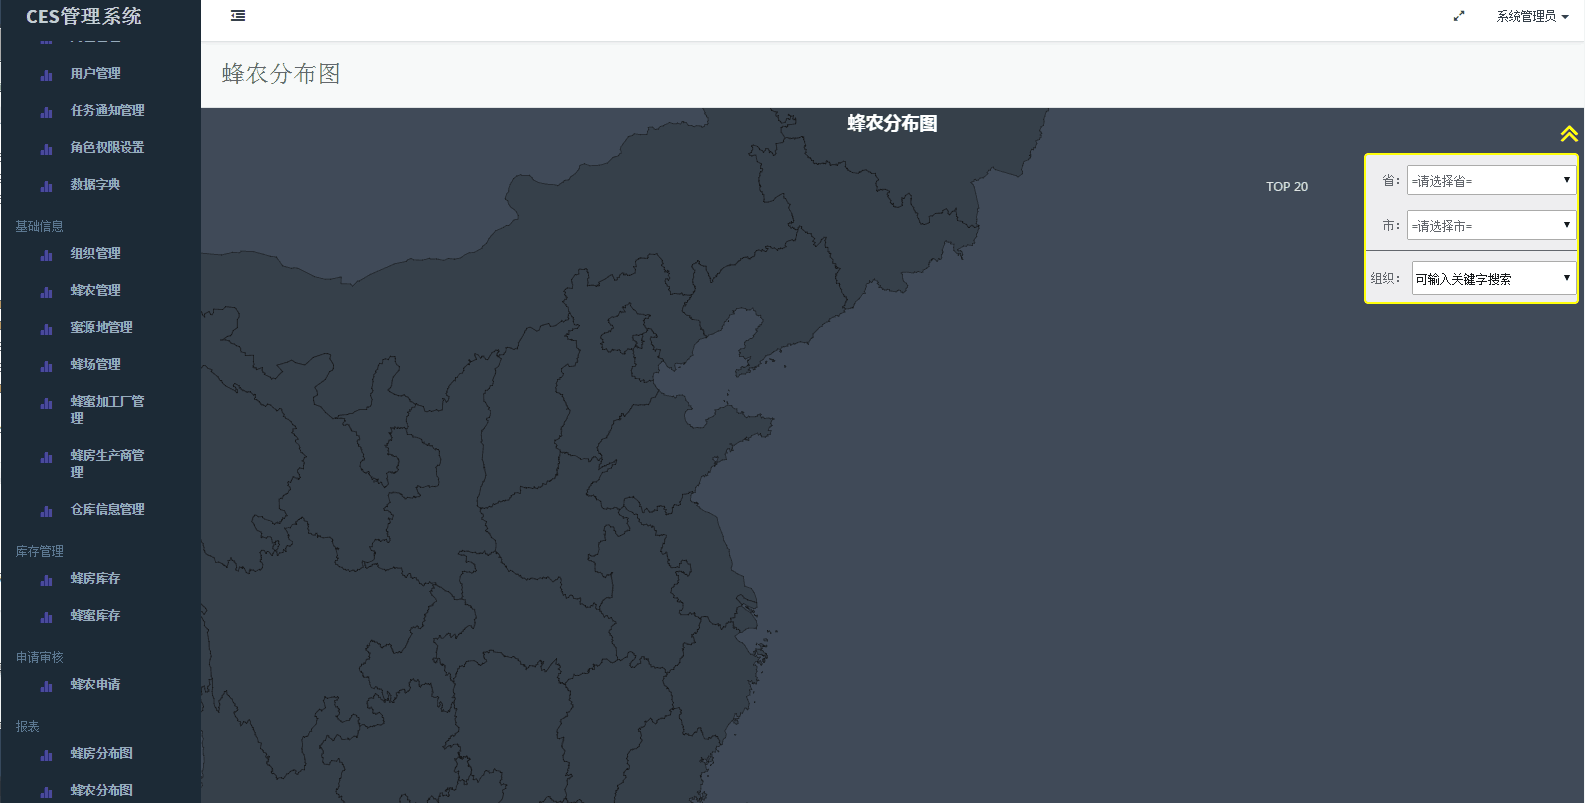 CES管理系统
系统管理员
用户管理
任务通知管理
角色权限设置
数据字典
基础信息
组织管理
蜂农管理
蜜源地管理
蜂场管理
蜂蜜加工厂管
理
蜂房生产商管
理
仓库信息管理
库存管理
蜂房库存
蜂蜜库存
申请审核
蜂农申请
报表
蜂房分布图
蜂农分布图
蜂农分布图
蜂农分布图
TOP 20
省： =请选择省=
市： =请选择市=
组织： 可输入关键字搜索